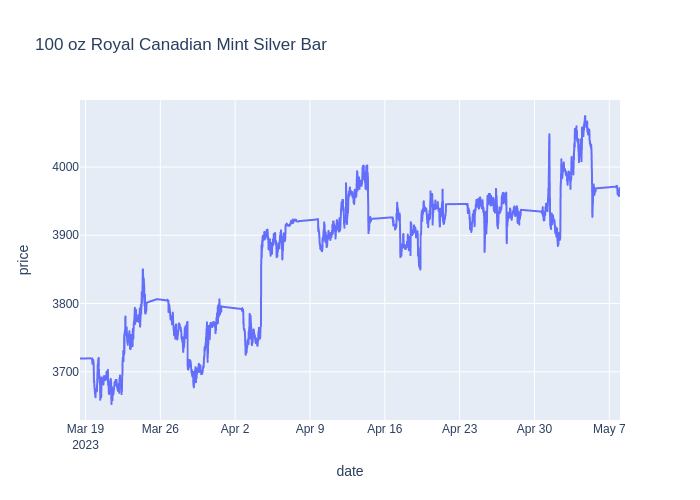 100 oz Royal Canadian Mint Silver Bar
price
4000
3900
3800
3700
Mar 19
2023
Mar 26
Apr 2
Apr 9
Apr 16
Apr 23
Apr 30
May 7
date